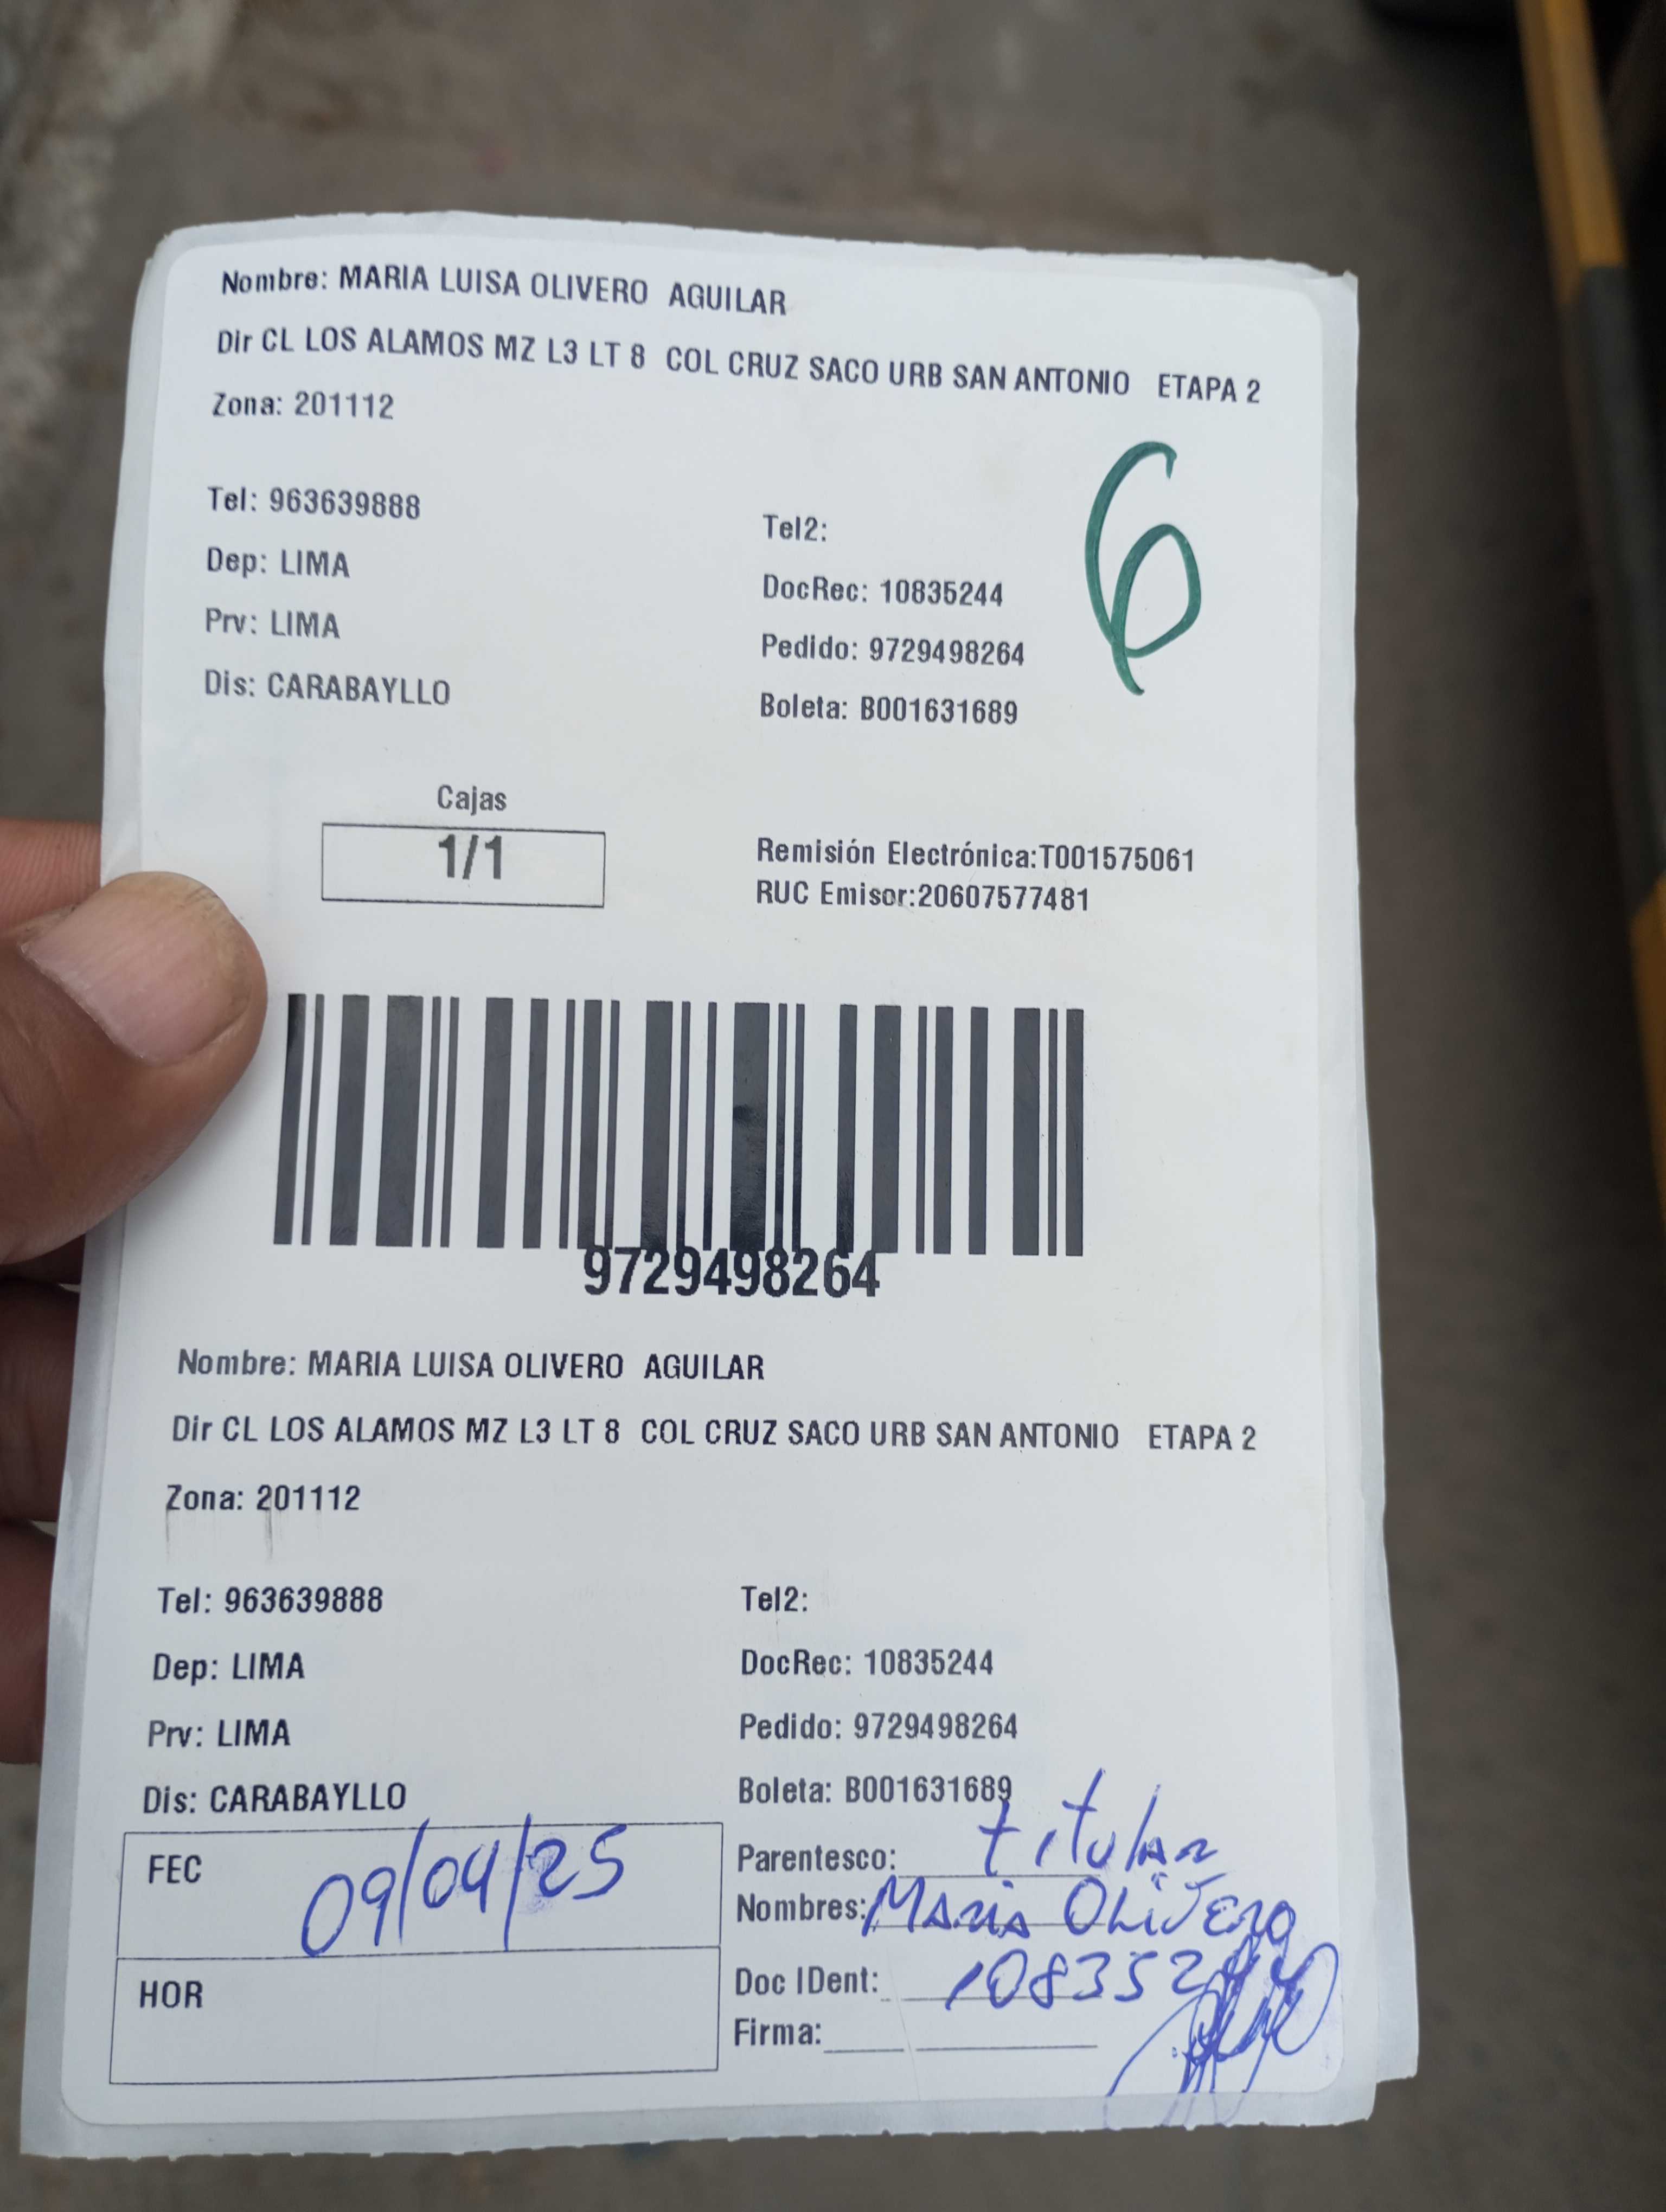 Nombre: MARIA LUISA OLIVERO AGUILAR
Dir CL LOS ALAMOS MZ L3 LT 8 COL CRUZ SACO URB SAN ANTONIO ETAPA 2
Zona: 201112
6
Tel: 963639888
Tel2:
Dep: LIMA
DocRec: 10835244
Prv: LIMA
Pedido: 9729498264
Dis: CARABAYLLO
Boleta: B001631689
Cajas
1/1
Remisión Electrónica:T001575061
RUC Emisor:20607577481
9729498264
Nombre: MARIA LUISA OLIVERO AGUILAR
Dir CL LOS ALAMOS MZ L3 LT 8 COL CRUZ SACO URB SAN ANTONIO ETAPA 2
Zona: 201112
Tel: 963639888
Tel2:
Dep: LIMA
DocRec: 10835244
Prv: LIMA
Pedido: 9729498264
Dis: CARABAYLLO
Boleta: B001631689
FEC 09/04/25
Parentesco: titular
Nombres: Maria Olivero
HOR
Doc IDent: 10835244
Firma: